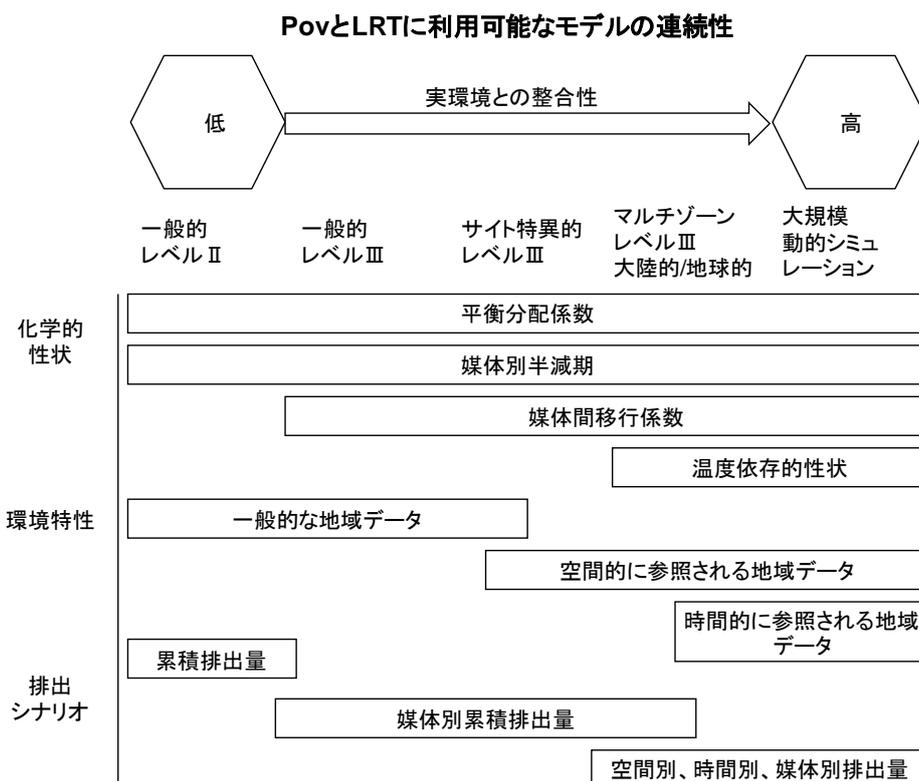 PovとLRTに利用可能なモデルの連続性
低
実環境との整合性
高
一般的
レベルⅡ
一般的
レベルⅢ
サイト特異的
レベルⅢ
マルチゾーン
レベルⅢ
大陸的/地球的
大規模
動的シミュ
レーション
化学的
性状
平衡分配係数
媒体別半減期
媒体間移行係数
温度依存的性状
環境特性
一般的な地域データ
空間的に参照される地域データ
時間的に参照される地域
データ
排出
シナリオ
累積排出量
媒体別累積排出量
空間別、時間別、媒体別排出量